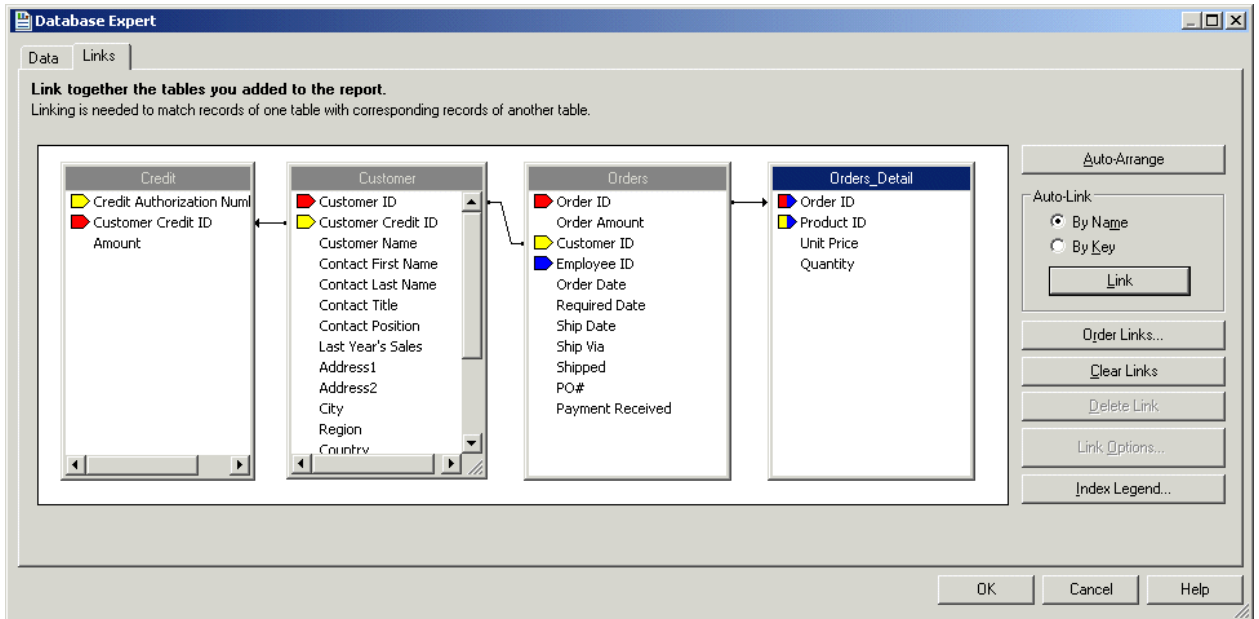 Database Expert
Data
Links
Link together the tables you added to the report.
Linking is needed to match records of one table with corresponding records of another table.
Credit
Credit Authorization Num
Customer Credit ID
Amount
Customer
Customer ID
Customer Credit ID
Customer Name
Contact First Name
Contact Last Name
Contact Title
Contact Position
Last Year's Sales
Address1
Address2
City
Region
Country
Orders
Order ID
Order Amount
Customer ID
Employee ID
Order Date
Required Date
Ship Date
Ship Via
Shipped
PO#
Payment Received
Orders_Detail
Order ID
Product ID
Unit Price
Quantity
Auto-Arrange
Auto-Link
By Name
By Key
Link
Order Links...
Clear Links
Delete Link
Link Options...
Index Legend...
OK
Cancel
Help